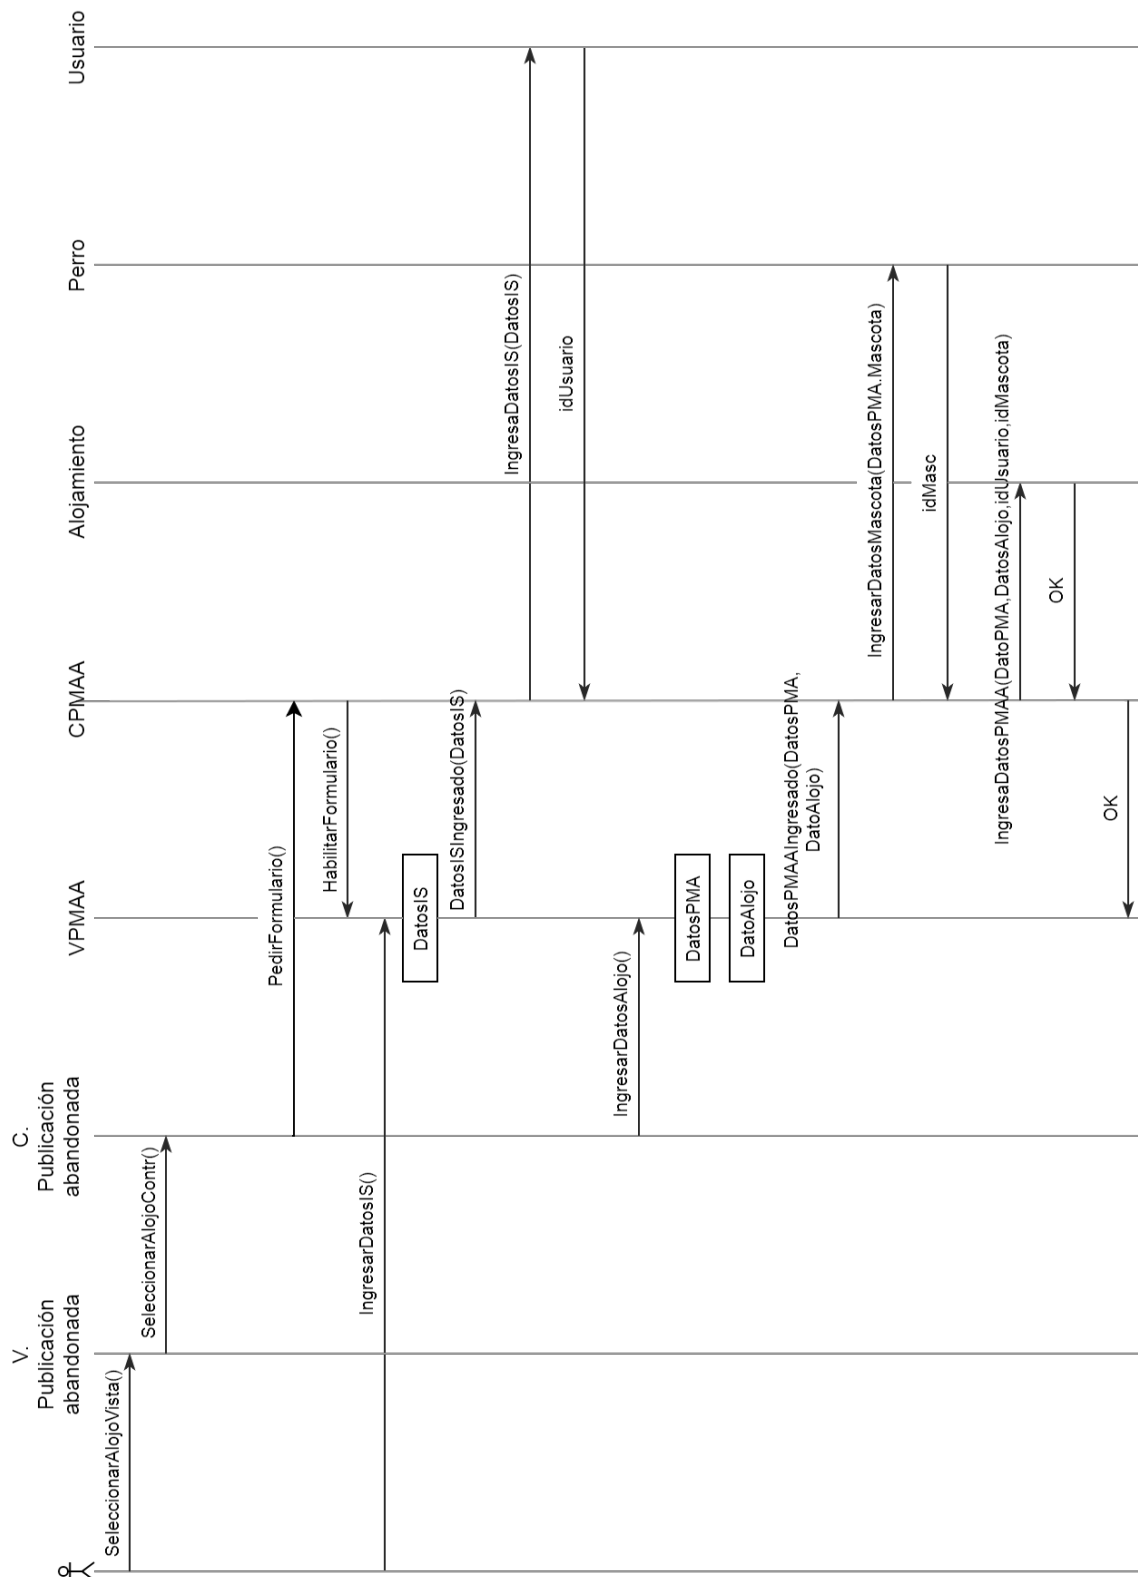 V.
Publicación
abandonada
C.
Publicación
abandonada
VPMAA
CPMAA
Alojamiento
Perro
Usuario
SeleccionarAlojoVista()
SeleccionarAlojoContr()
PedirFormulario()
HabilitarFormulario()
IngresarDatosIS()
DatosIS
DatosISIngresado(DatosIS)
IngresaDatosIS(DatosIS)
idUsuario
IngresarDatosAlojo()
DatosPMA
DatoAlojo
DatosPMAAIngresado(DatosPMA,
DatoAlojo)
IngresarDatosMascota(DatosPMA.Mascota)
idMasc
IngresaDatosPMAA(DatoPMA,DatosAlojo,idUsuario,idMascota)
OK
OK